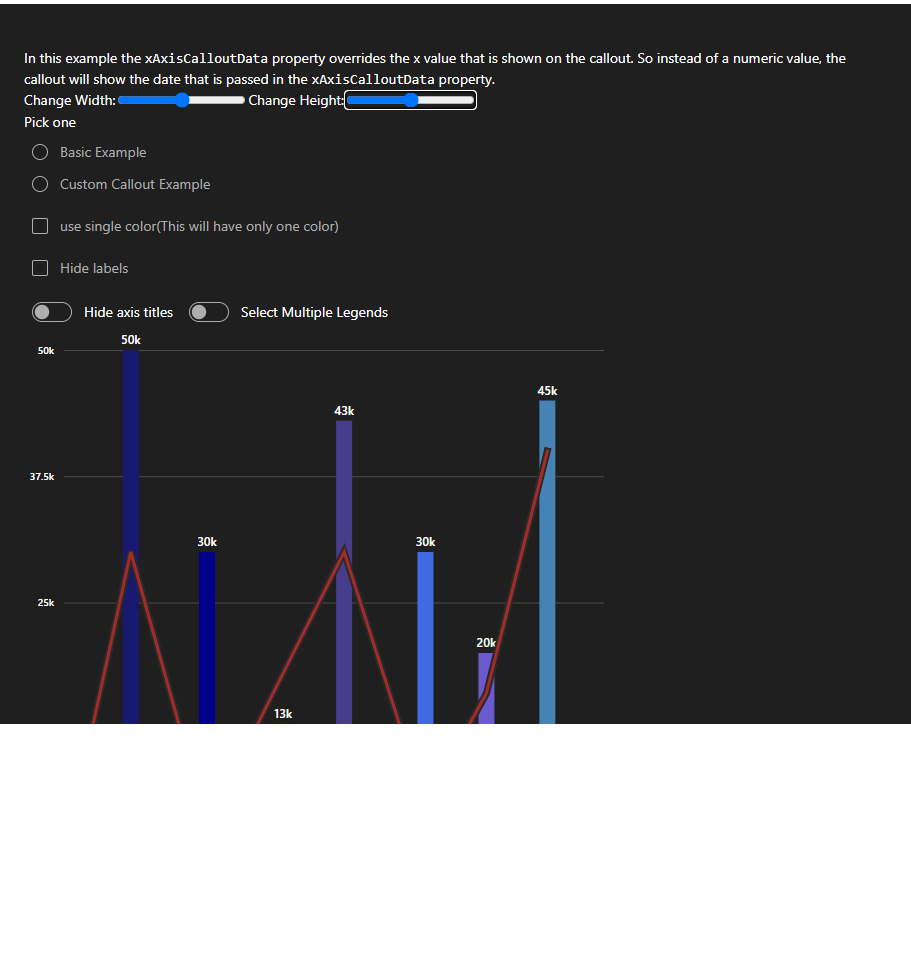 In this example the xAxisCalloutData property overrides the x value that is shown on the callout. So instead of a numeric value, the
callout will show the date that is passed in the xAxisCalloutData property.
Change Width: Change Height:
Pick one
Basic Example
Custom Callout Example
use single color(This will have only one color)
Hide labels
Hide axis titles Select Multiple Legends
50k
50k
45k
43k
37.5k
30k
30k
25k
20k
13k